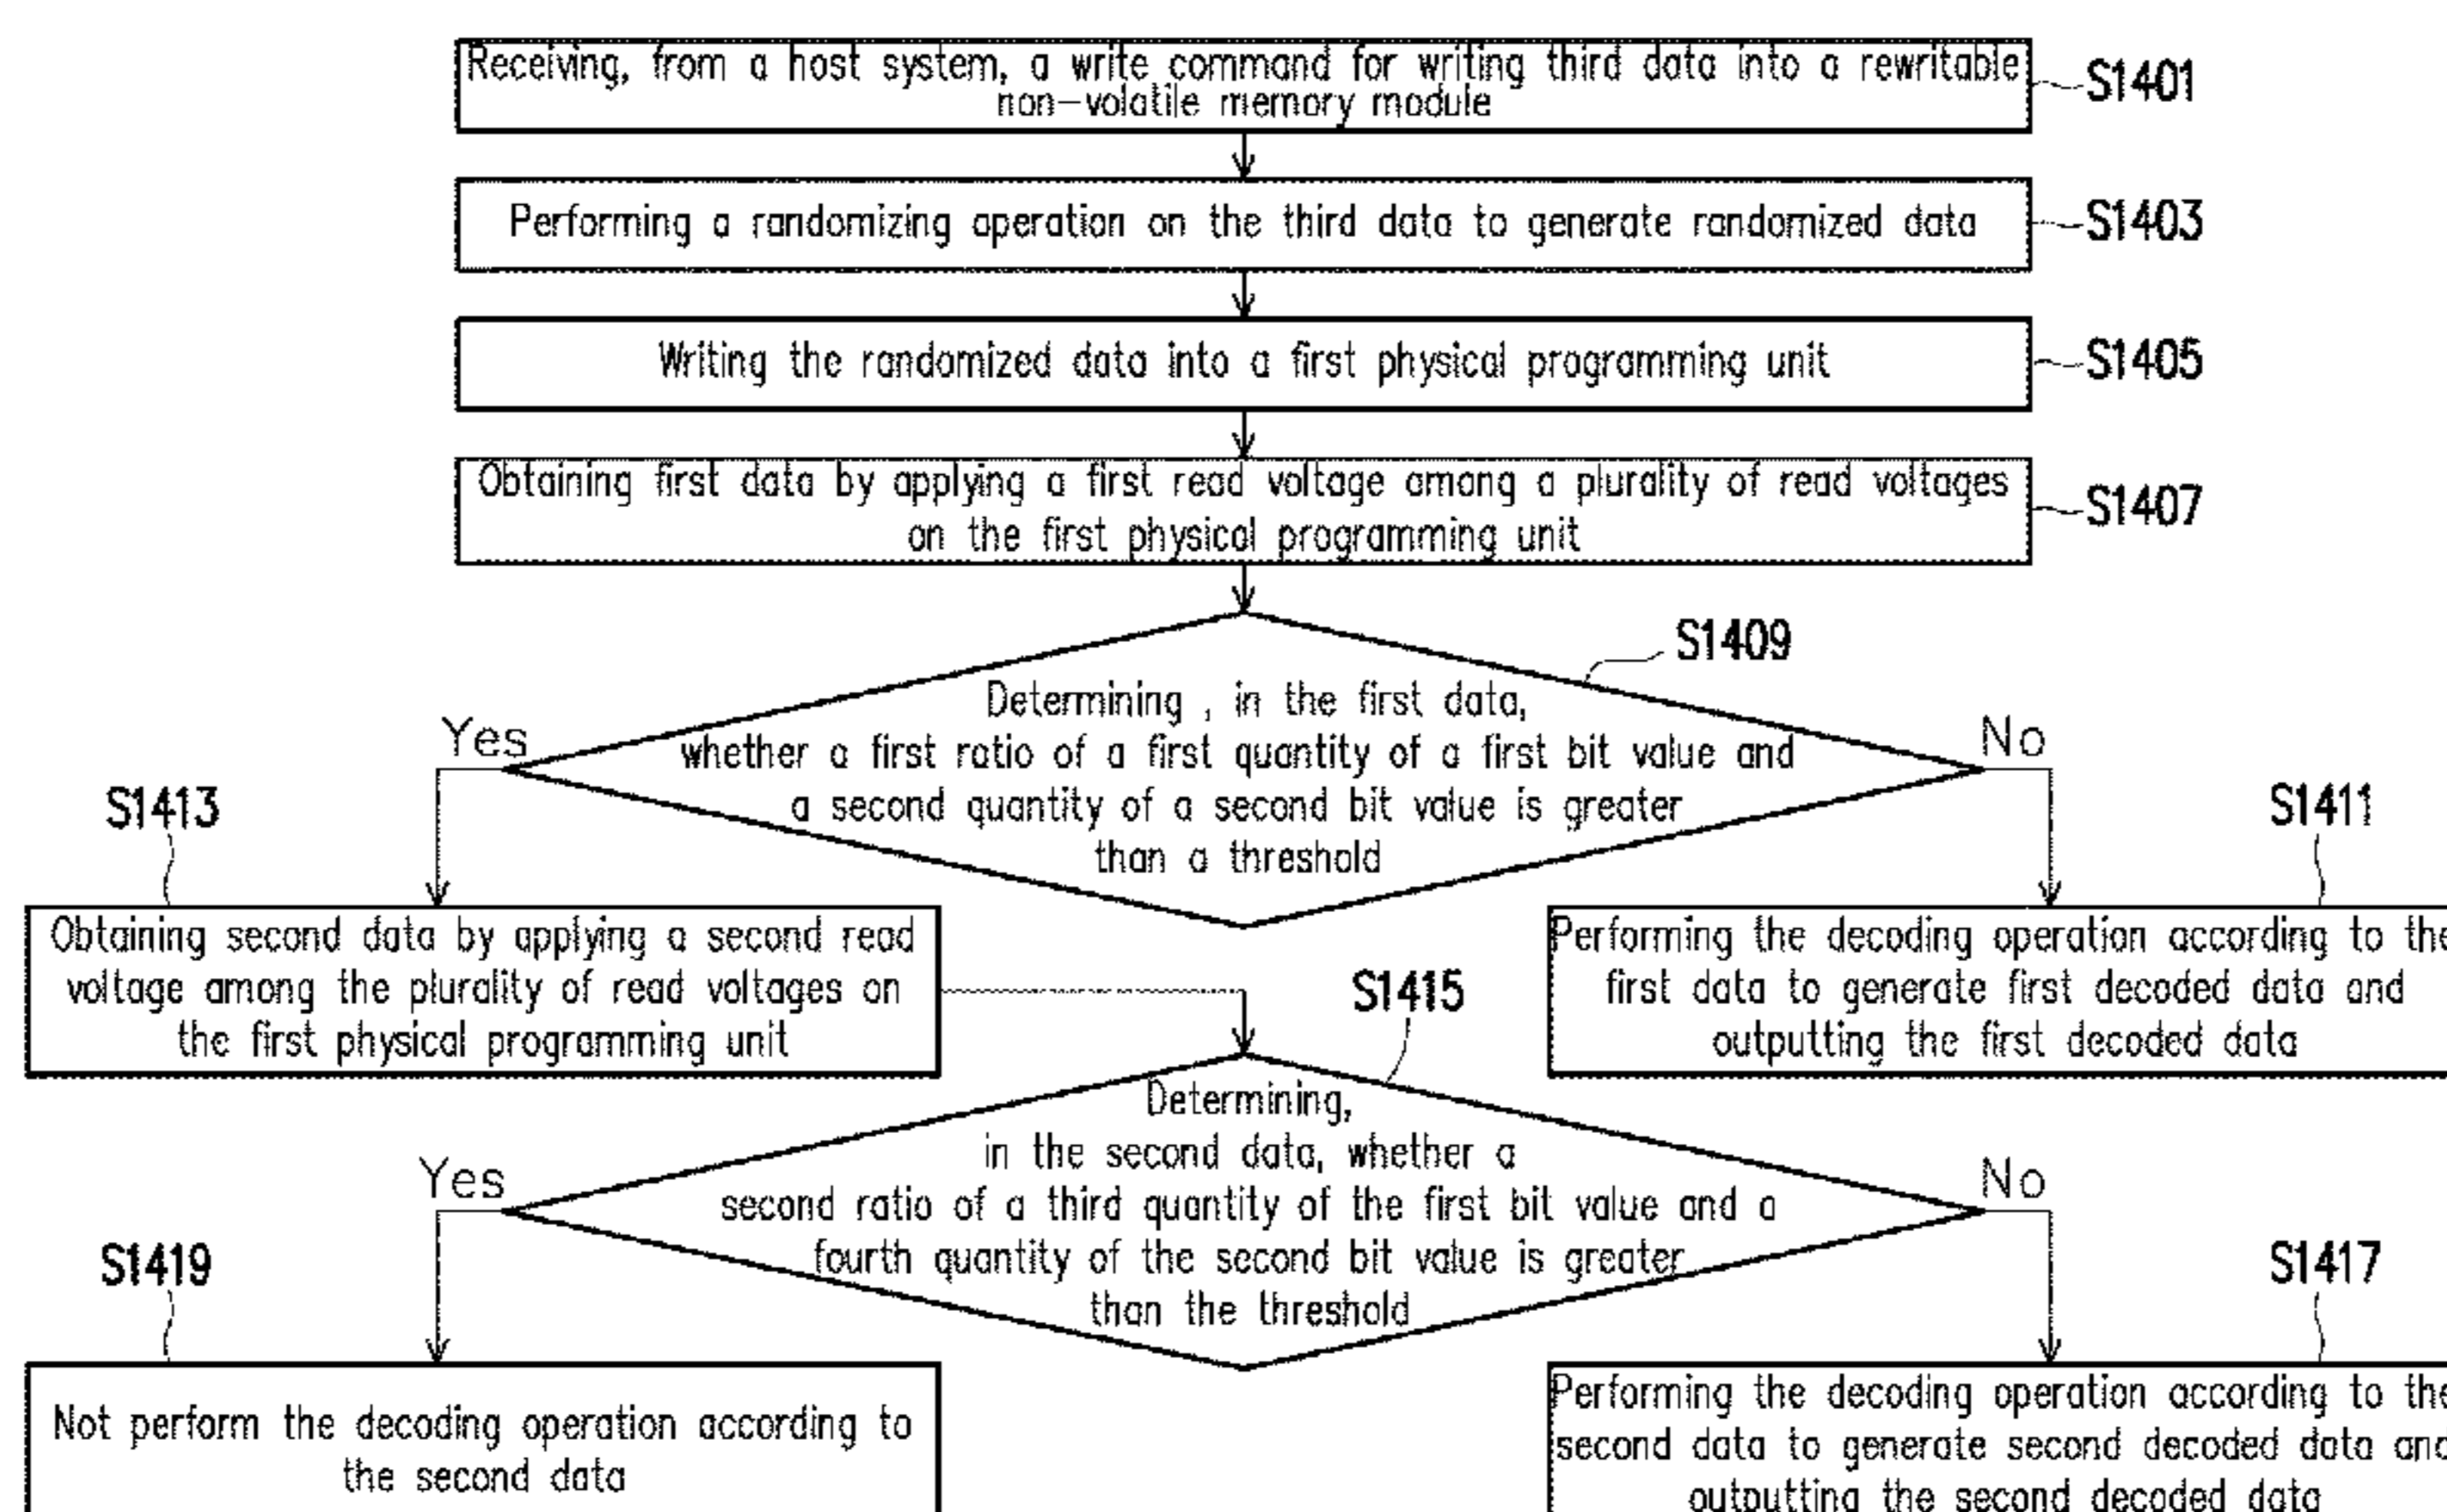 Receiving, from a host system, a write command for writing third data into a rewritable
non-volatile memory module
S1401
Performing a randomizing operation on the third data to generate randomized data
S1403
Writing the randomized data into a first physical programming unit
S1405
Obtaining first data by applying a first read voltage among a plurality of read voltages
on the first physical programming unit
S1407
S1409
Determining , in the first data,
whether a first ratio of a first quantity of a first bit value and
a second quantity of a second bit value is greater
than a threshold
Yes
No
S1413
S1411
Obtaining second data by applying a second read
voltage among the plurality of read voltages on
the first physical programming unit
Performing the decoding operation according to the
first data to generate first decoded data and
outputting the first decoded data
S1415
Determining,
in the second data, whether a
second ratio of a third quantity of the first bit value and a
fourth quantity of the second bit value is greater
than the threshold
Yes
No
S1419
S1417
Not perform the decoding operation according to
the second data
Performing the decoding operation according to the
second data to generate second decoded data and
outputting the second decoded data